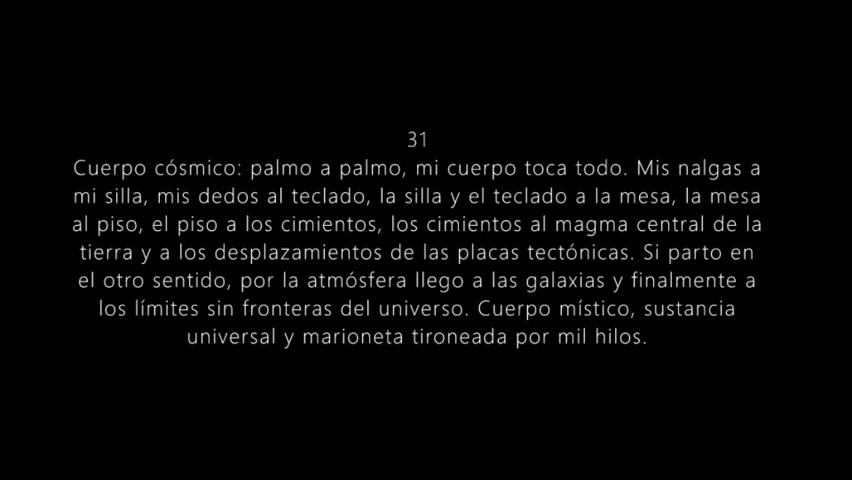 31
Cuerpo cósmico: palmo a palmo, mi cuerpo toca todo. Mis nalgas a
mi silla, mis dedos al teclado, la silla y el teclado a la mesa, la mesa
al piso, el piso a los cimientos, los cimientos al magma central de la
tierra y a los desplazamientos de las placas tectónicas. Si parto en
el otro sentido, por la atmósfera llego a las galaxias y finalmente a
los límites sin fronteras del universo. Cuerpo místico, sustancia
universal y marioneta tironeada por mil hilos.